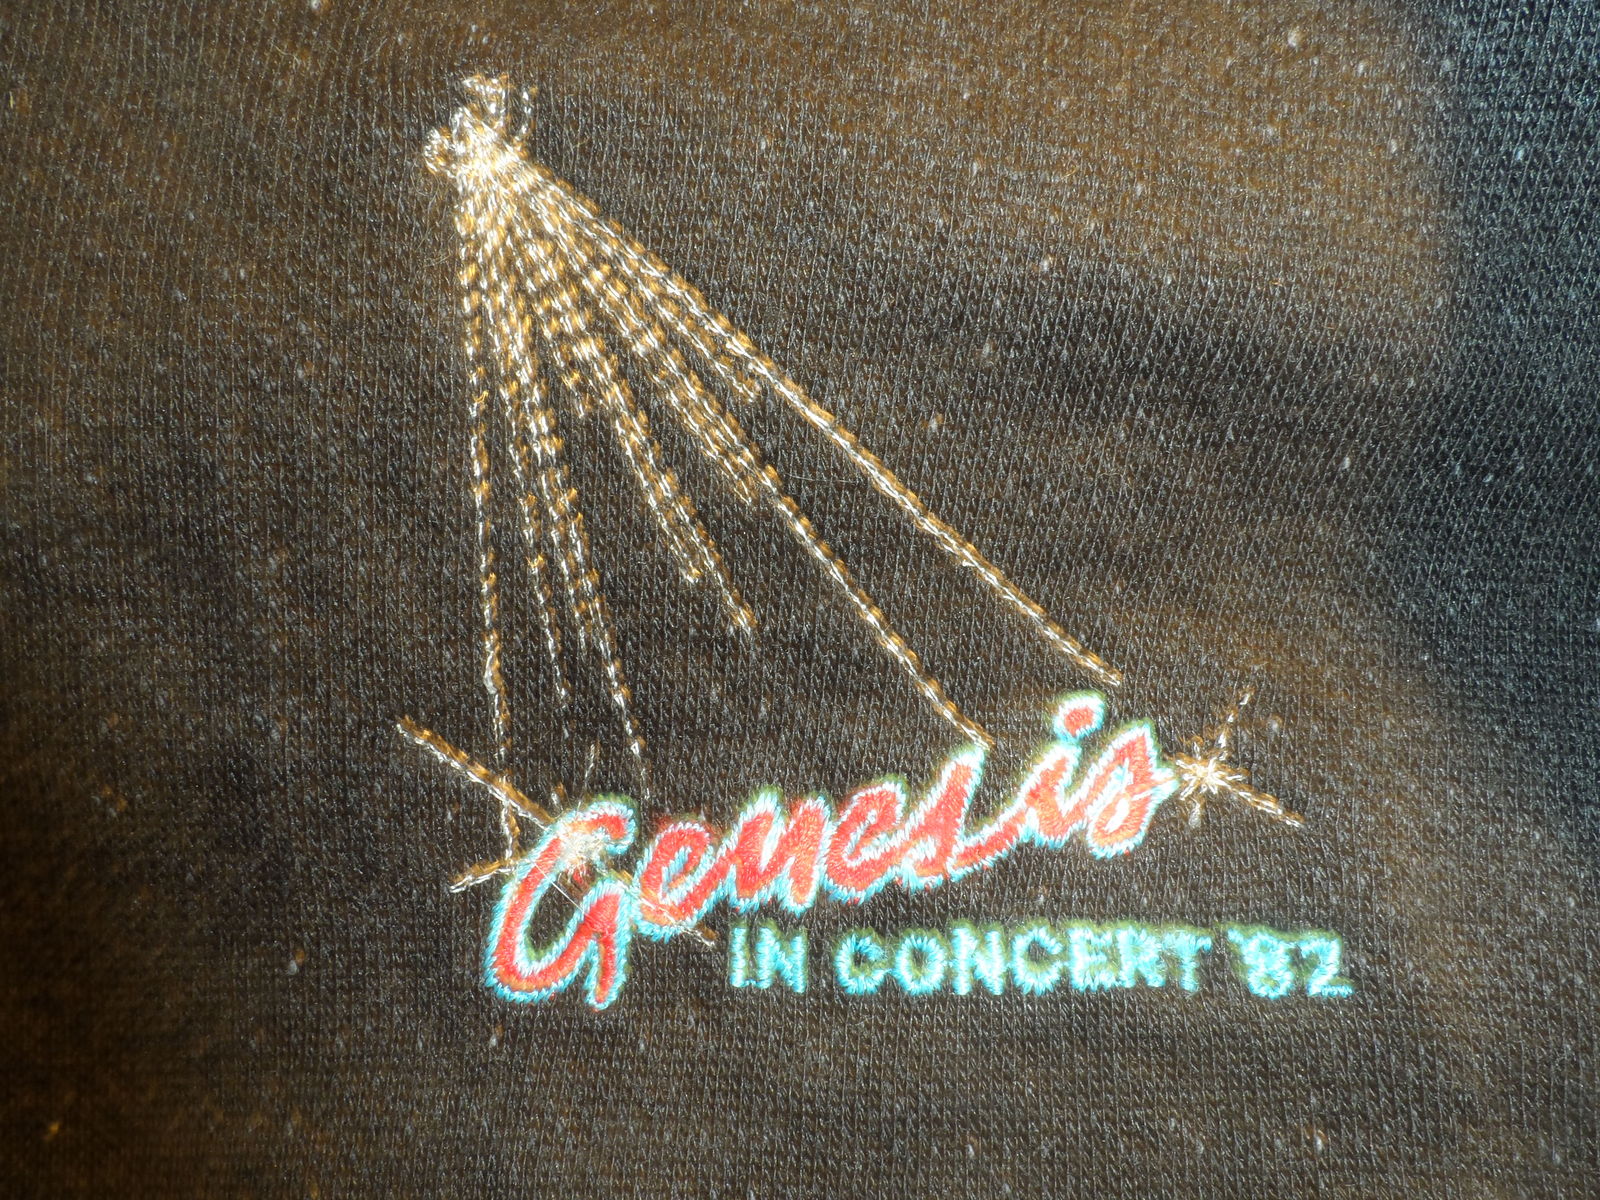 Genesis
IN CONCERT '82